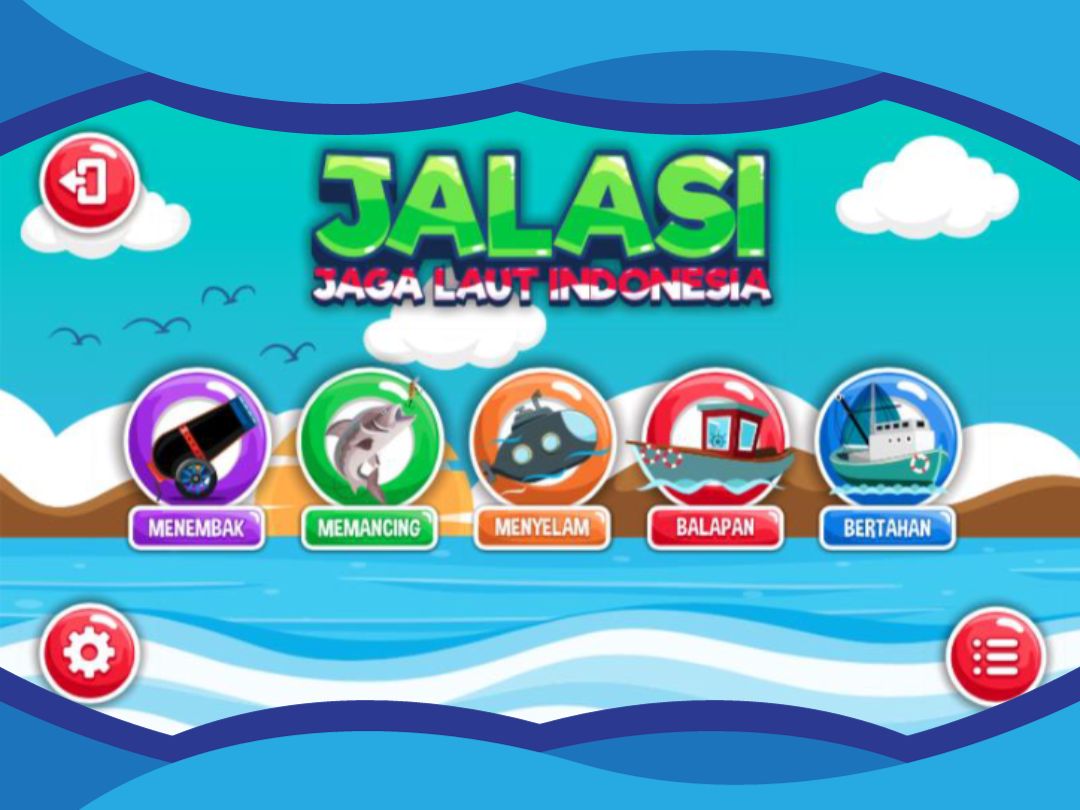 JALASI
JAGA LAUT INDONESIA
MENEMBAK
MEMANCING
MENYELAM
BALAPAN
BERTAHAN